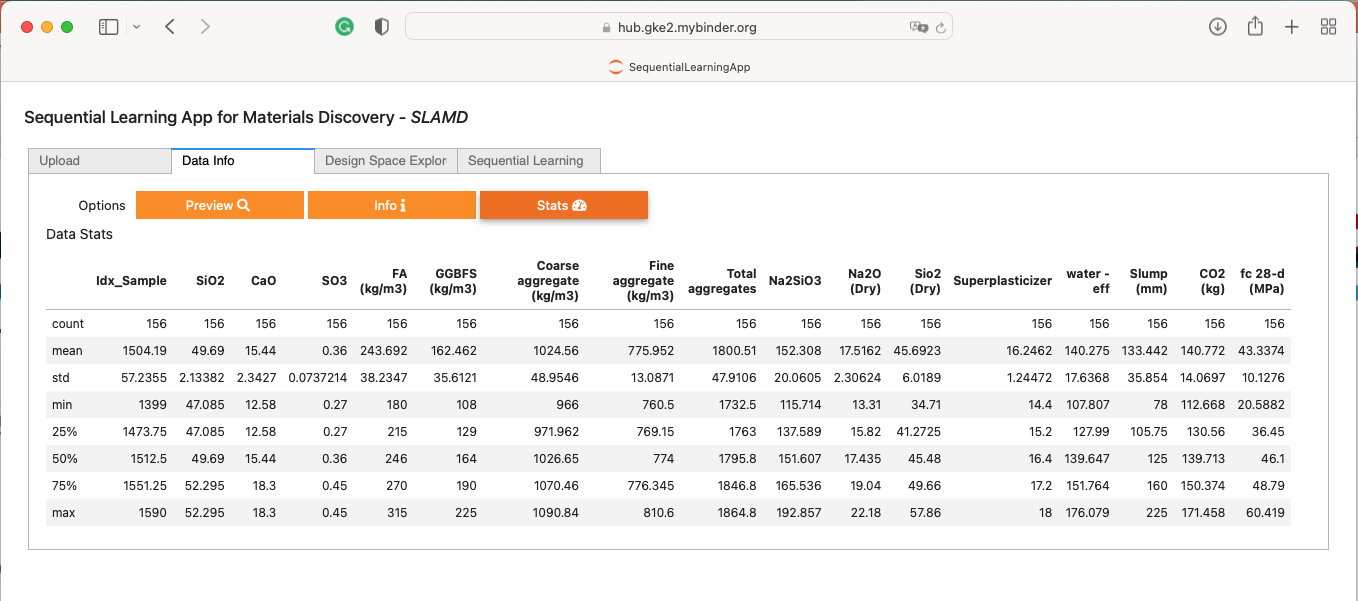 hub.gke2.mybinder.org
SequentialLearningApp
Sequential Learning App for Materials Discovery - SLAMD
Upload Data Info Design Space Explor Sequential Learning
Options Preview Info Stats
Data Stats
Idx_Sample SiO2 CaO SO3 FA (kg/m3) GGBFS (kg/m3) Coarse aggregate (kg/m3) Fine aggregate (kg/m3) Total aggregates Na2SiO3 Na2O (Dry) Sio2 (Dry) Superplasticizer water - eff Slump (mm) CO2 (kg) fc 28-d (MPa)
count 156 156 156 156 156 156 156 156 156 156 156 156 156 156 156 156 156
mean 1504.19 49.69 15.44 0.36 243.692 162.462 1024.56 775.952 1800.51 152.308 17.5162 45.6923 16.2462 140.275 133.442 140.772 43.3374
std 57.2355 2.13382 2.3427 0.0737214 38.2347 35.6121 48.9546 13.0871 47.9106 20.0605 2.30624 6.0189 1.24472 17.6368 35.854 14.0697 10.1276
min 1399 47.085 12.58 0.27 180 108 966 760.5 1732.5 115.714 13.31 34.71 14.4 107.807 78 112.668 20.5882
25% 1473.75 47.085 12.58 0.27 215 129 971.962 769.15 1763 137.589 15.82 41.2725 15.2 127.99 105.75 130.56 36.45
50% 1512.5 49.69 15.44 0.36 246 164 1026.65 774 1795.8 151.607 17.435 45.48 16.4 139.647 125 139.713 46.1
75% 1551.25 52.295 18.3 0.45 270 190 1070.46 776.345 1846.8 165.536 19.04 49.66 17.2 151.764 160 150.374 48.79
max 1590 52.295 18.3 0.45 315 225 1090.84 810.6 1864.8 192.857 22.18 57.86 18 176.079 225 171.458 60.419